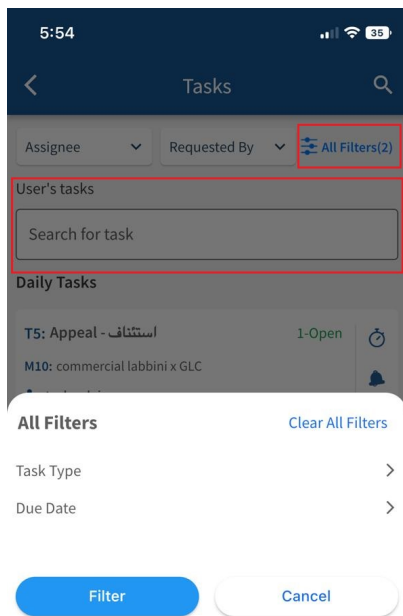 5:54
35
Tasks
Assignee
Requested By
All Filters(2)
User's tasks
Search for task
Daily Tasks
T5: Appeal - استئناف
1-Open
M10: commercial labbini x GLC
All Filters
Clear All Filters
Task Type
Due Date
Filter
Cancel